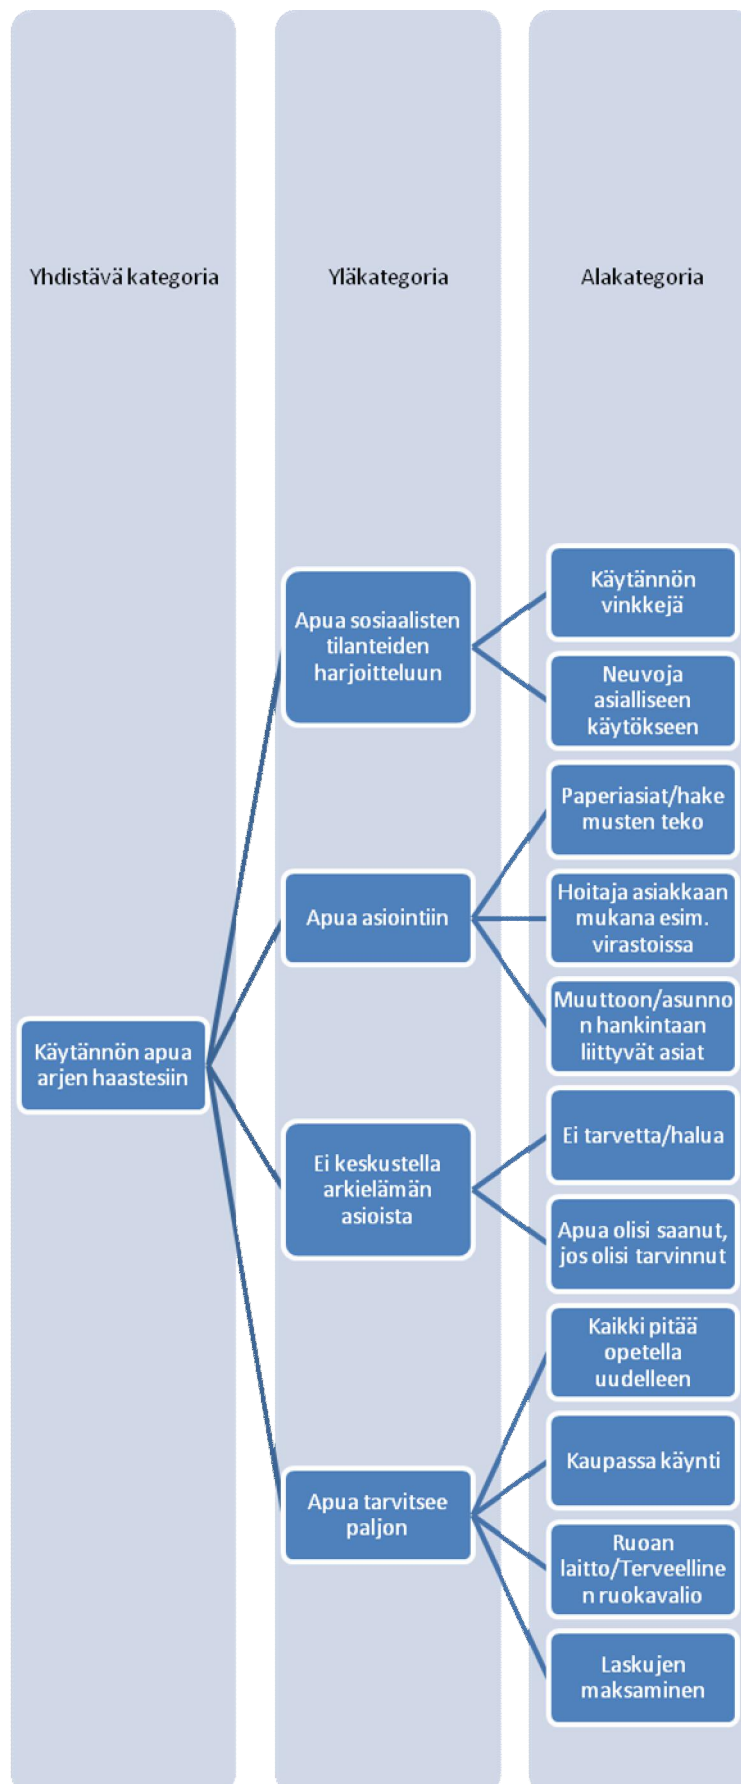 Yhdistävä kategoria
Yläkategoria
Alakategoria
Käytännön apua
arjen haastesiin
Apua sosiaalisten
tilanteiden
harjoitteluun
Käytännön
vinkkejä
Neuvoja
asialliseen
käytökseen
Apua asiointiin
Paperiasiat/hake
musten teko
Hoitaja asiakkaan
mukana esim.
virastoissa
Muuttoon/asunno
n hankintaan
liittyvät asiat
Ei keskustella
arkielämän
asioista
Ei tarvetta/halua
Apua olisi saanut,
jos olisi tarvinnut
Apua tarvitsee
paljon
Kaikki pitää
opetella
uudelleen
Kaupassa käynti
Ruoan
laitto/Terveelline
n ruokavalio
Laskujen
maksaminen